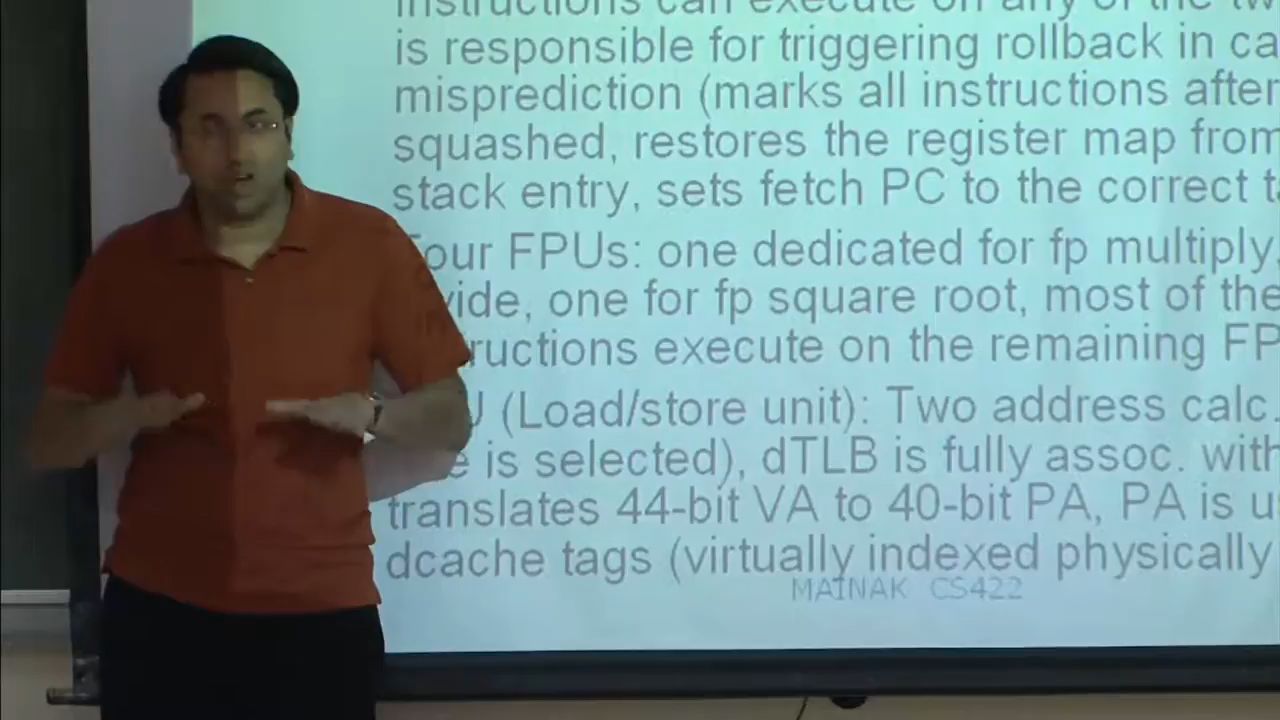 instructions can execute on any of the tw
is responsible for triggering rollback in ca
misprediction (marks all instructions after
squashed, restores the register map from
stack entry, sets fetch PC to the correct t
our FPUs: one dedicated for fp multiply,
vide, one for fp square root, most of the
ructions execute on the remaining FP
U (Load/store unit): Two address calc.
e is selected), dTLB is fully assoc. with
translates 44-bit VA to 40-bit PA, PA is u
dcache tags (virtually indexed physically
MAINAK CS422